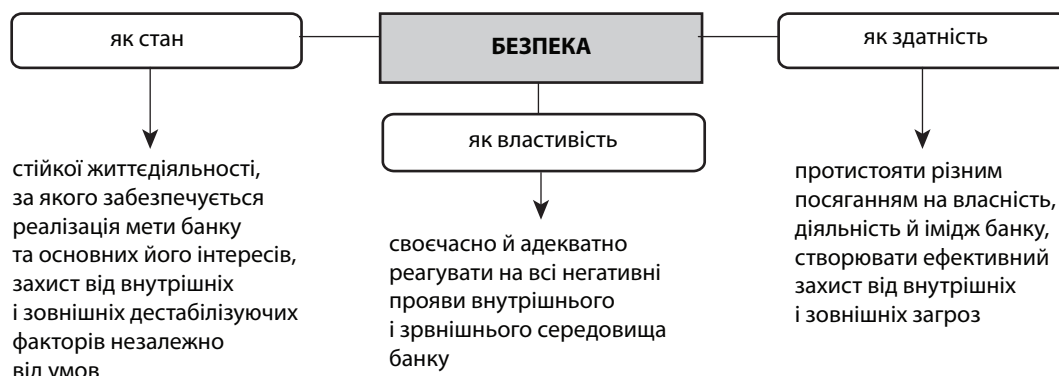 як стан
БЕЗПЕКА
як здатність
як властивість
стійкої життєдіяльності,
за якого забезпечується
реалізація мети банку
та основних його інтересів,
захист від внутрішніх
і зовнішніх дестабілізуючих
факторів незалежно
від умов
своєчасно й адекватно
реагувати на всі негативні
прояви внутрішнього
і зрвнішнього середовища
банку
протистояти різним
посяганням на власність,
діяльність й імідж банку,
створювати ефективний
захист від внутрішніх
і зовнішніх загроз